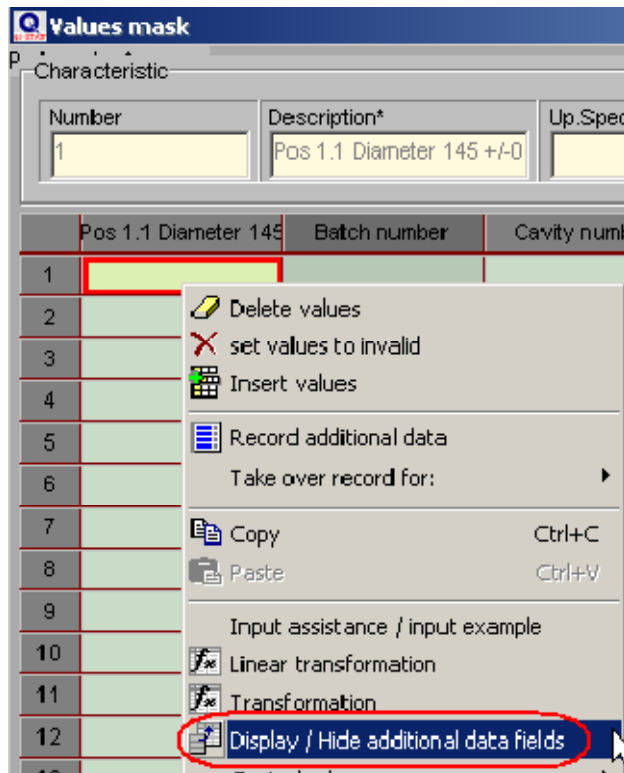 Values mask
Characteristic
Number Description* Up.Spec
1 Pos 1.1 Diameter 145 +/-0
Pos 1.1 Diameter 145 Batch number Cavity num
1
2 Delete values
3 set values to invalid
4 Insert values
5 Record additional data
6 Take over record for:
7 Copy Ctrl+C
8 Paste Ctrl+V
9 Input assistance / input example
10 Linear transformation
11 Transformation
12 Display / Hide additional data fields